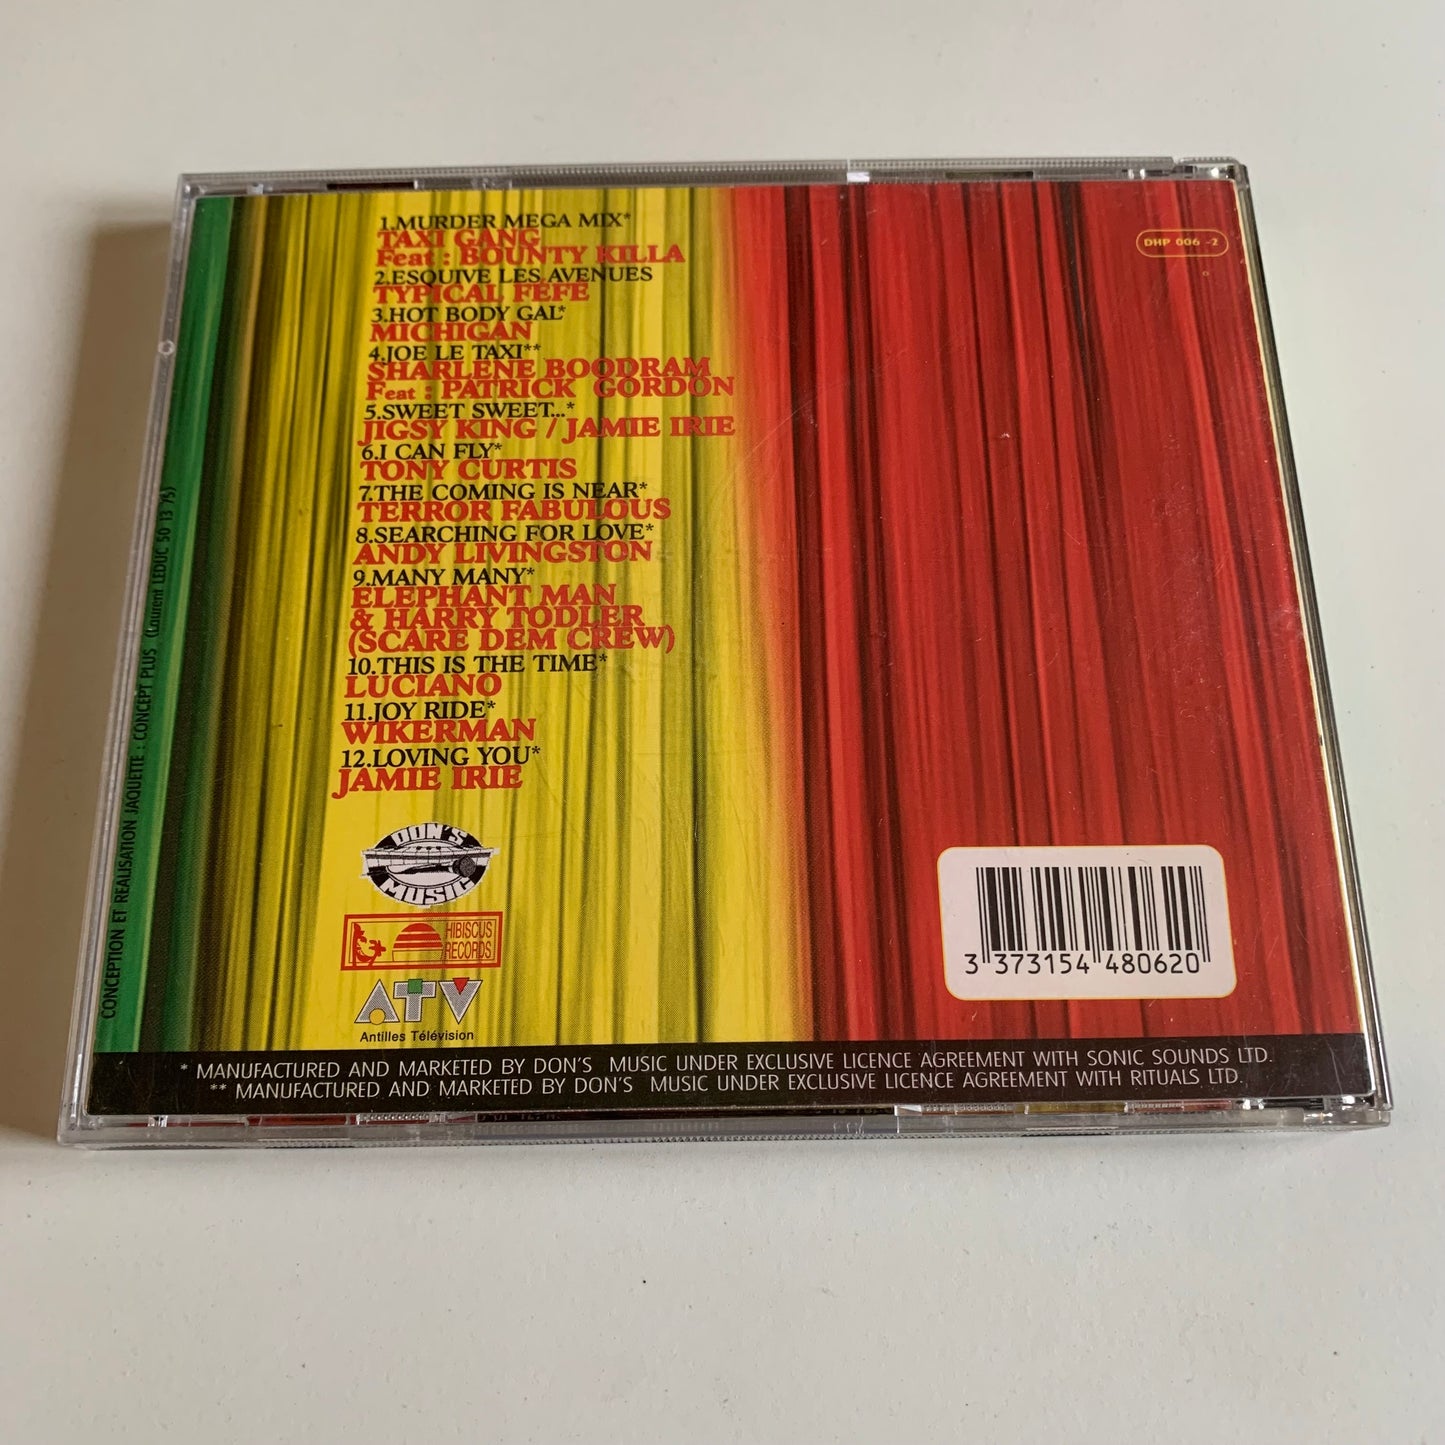 1.MURDER MEGA MIX*
TAXI GANG
Feat : BOUNTY KILLA
2.ESQUIVE LES AVENUES
TYPICAL FEFE
3.HOT BODY GAL*
MICHIGAN
4.JOE LE TAXI**
SHARLENE BOODRAM
Feat : PATRICK GORDON
5.SWEET SWEET...*
JIGSY KING / JAMIE IRIE
6.I CAN FLY*
TONY CURTIS
7.THE COMING IS NEAR*
TERROR FABULOUS
8.SEARCHING FOR LOVE*
ANDY LIVINGSTON
9.MANY MANY*
ELEPHANT MAN
& HARRY TODLER
(SCARE DEM CREW)
10.THIS IS THE TIME*
LUCIANO
11.JOY RIDE*
WIKERMAN
12.LOVING YOU*
JAMIE IRIE
DHP 006 -2
CONCEPTION ET REALISATION JAQUETTE : CONCEPT PLUS (Laurent LEDUC 50 13 75)
DON'S
MUSIC
HIBISCUS
RECORDS
ATV
Antilles Télévision
3 373154 480620
* MANUFACTURED AND MARKETED BY DON'S MUSIC UNDER EXCLUSIVE LICENCE AGREEMENT WITH SONIC SOUNDS LTD.
** MANUFACTURED AND MARKETED BY DON'S MUSIC UNDER EXCLUSIVE LICENCE AGREEMENT WITH RITUALS LTD.